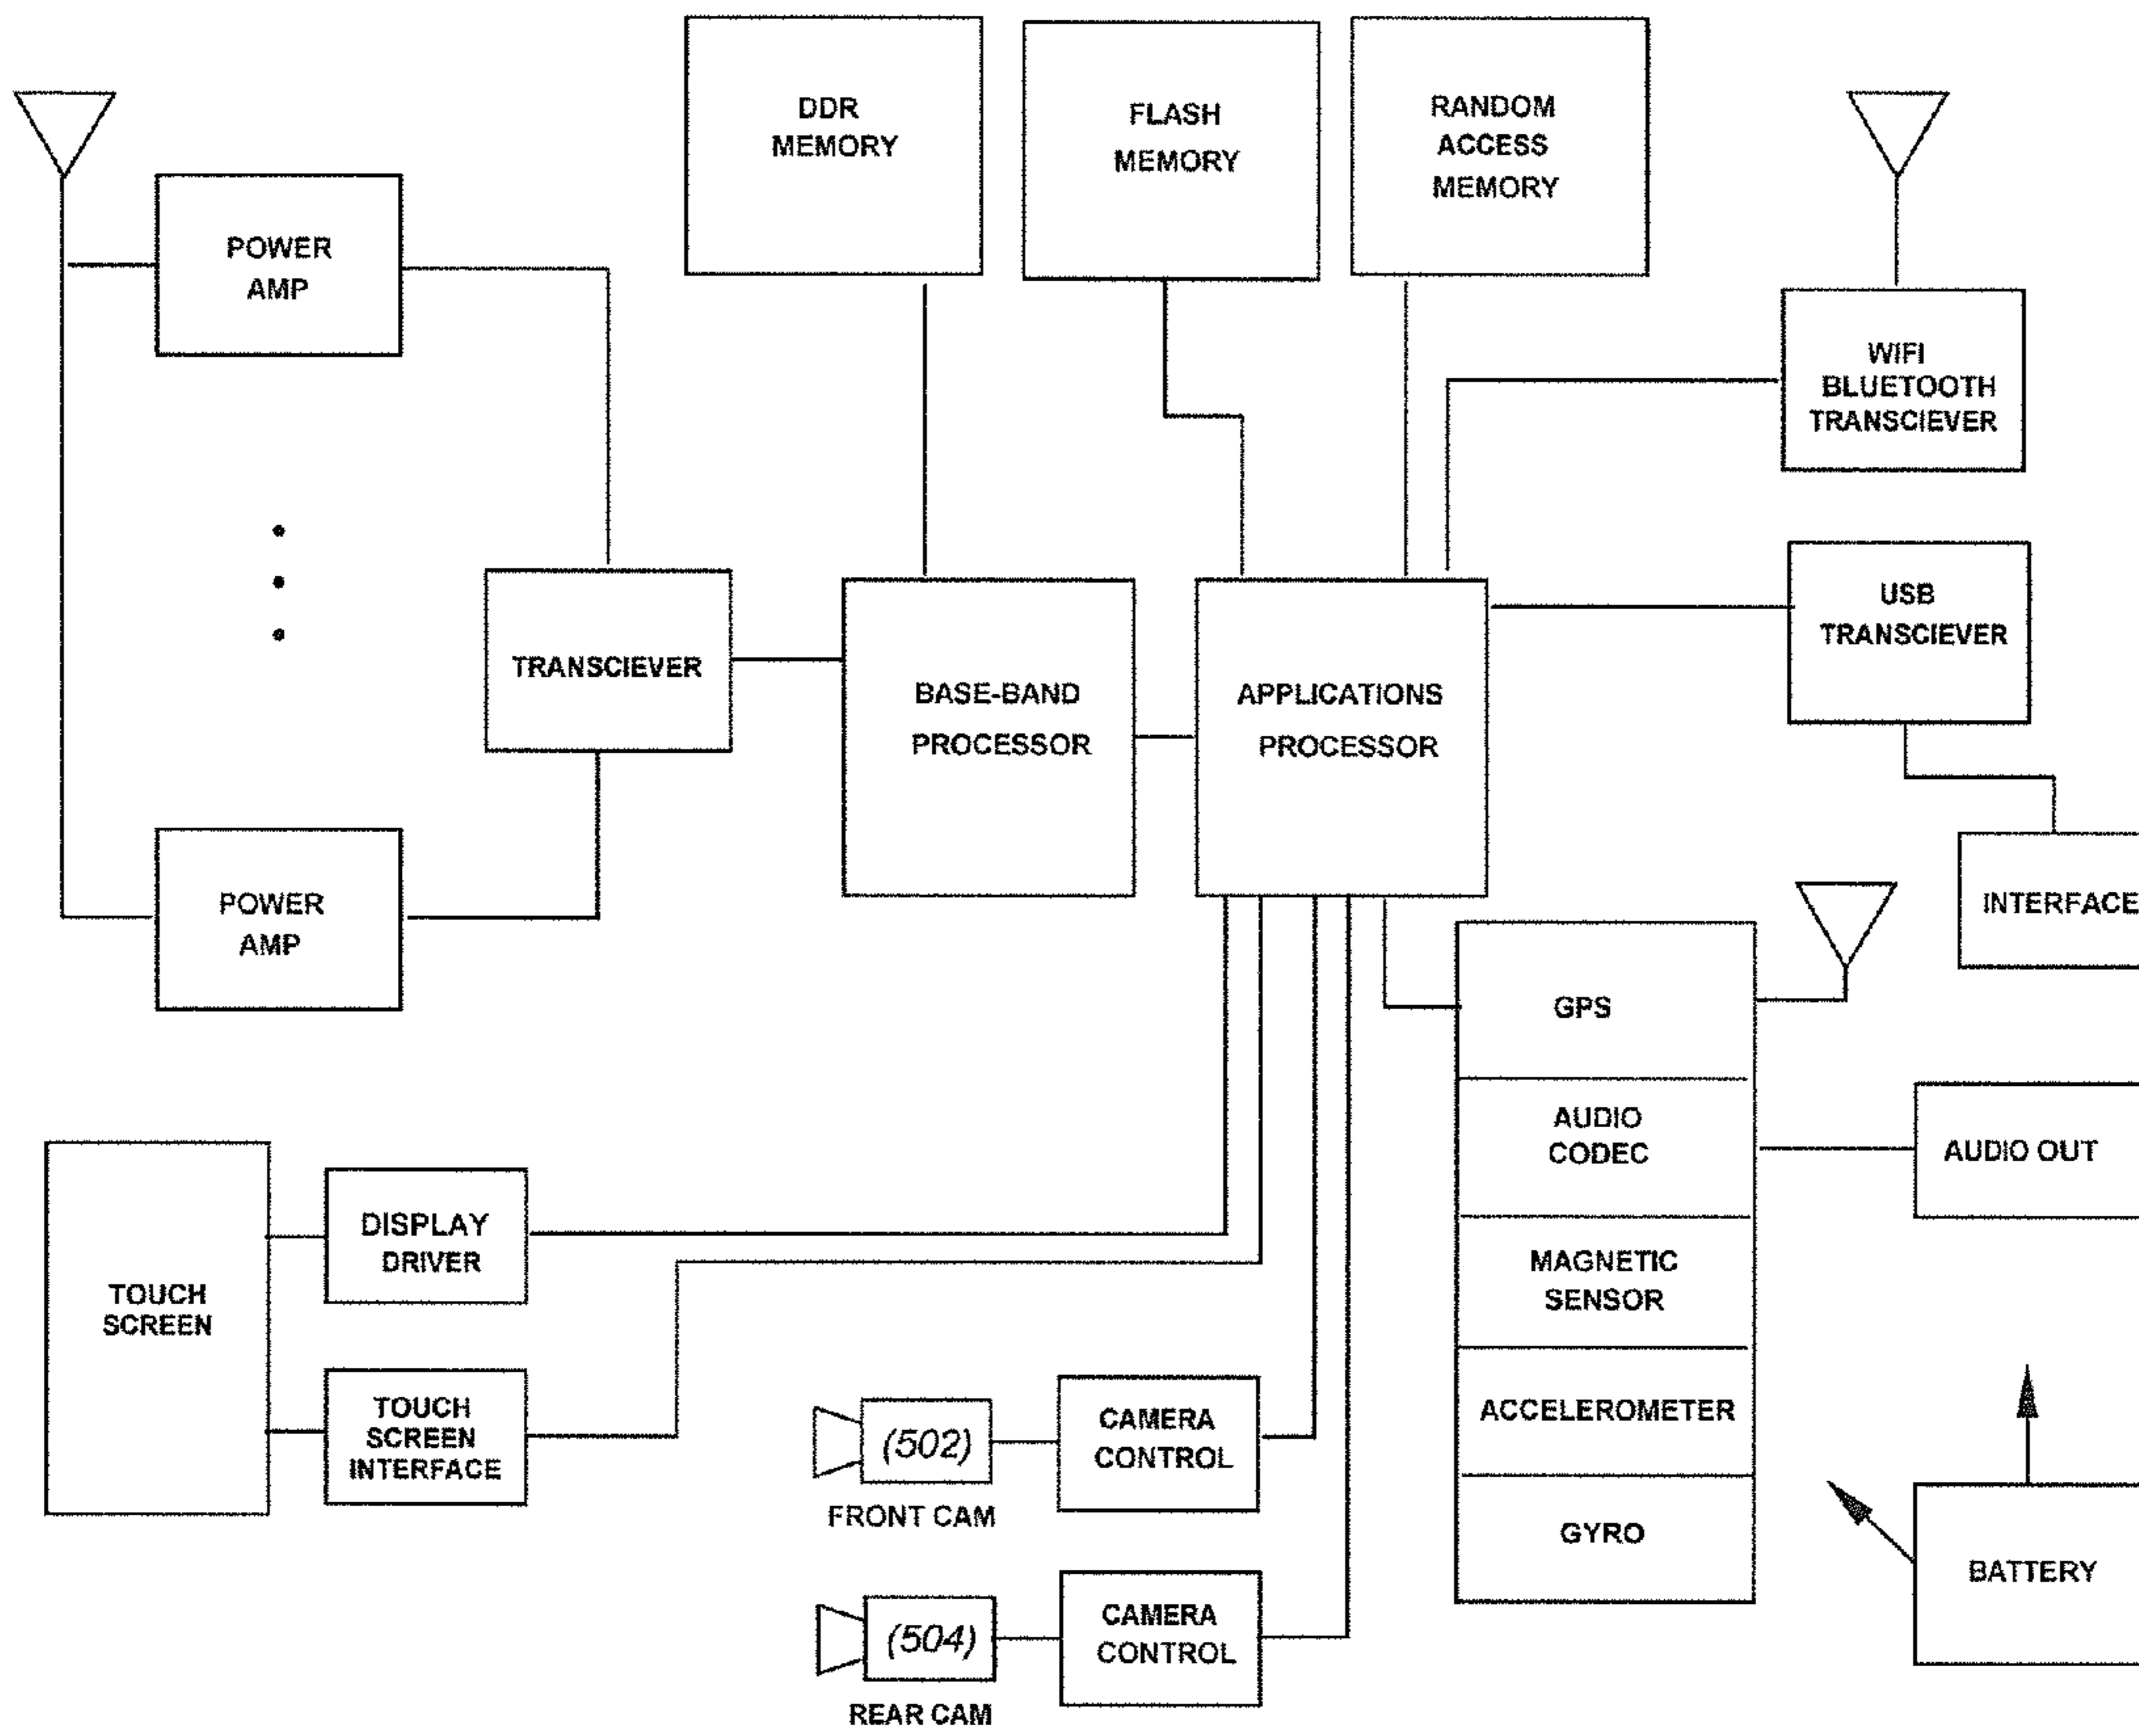 DDR
MEMORY
FLASH
MEMORY
RANDOM
ACCESS
MEMORY
POWER
AMP
WIFI
BLUETOOTH
TRANSCIEVER
TRANSCIEVER
BASE-BAND
PROCESSOR
APPLICATIONS
PROCESSOR
USB
TRANSCIEVER
POWER
AMP
INTERFACE
GPS
AUDIO
CODEC
AUDIO OUT
MAGNETIC
SENSOR
ACCELEROMETER
GYRO
BATTERY
TOUCH
SCREEN
DISPLAY
DRIVER
TOUCH
SCREEN
INTERFACE
(502)
FRONT CAM
CAMERA
CONTROL
(504)
REAR CAM
CAMERA
CONTROL